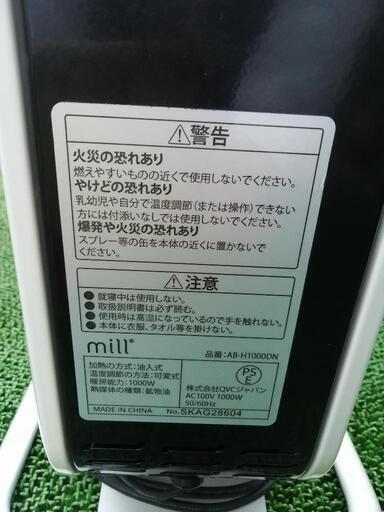 ⚠警告
火災の恐れあり
燃えやすいものの近くで使用しないでください。
やけどの恐れあり
乳幼児や自分で温度調節(または操作)できない
方には付添いなしでは使用しないでください。
爆発や火災の恐れあり
スプレー等の缶を本体の近くに置かないで
ください。
⚠注意
●就寝中は使用しない。
●取扱説明書は必ず読む。
●使用時は高温になっているので手を触れない。
●本体に衣服、タオル等を掛けない。
mill®
品番: AB-H1000DN
加熱の方式:油入式
温度調節の方法:可変式
暖房能力:1000W
熱媒体の種類:鉱物油
PS
E
株式会社QVCジャパン
AC100V 1000W
50/60Hz
MADE IN CHINA
No.SKAG28604